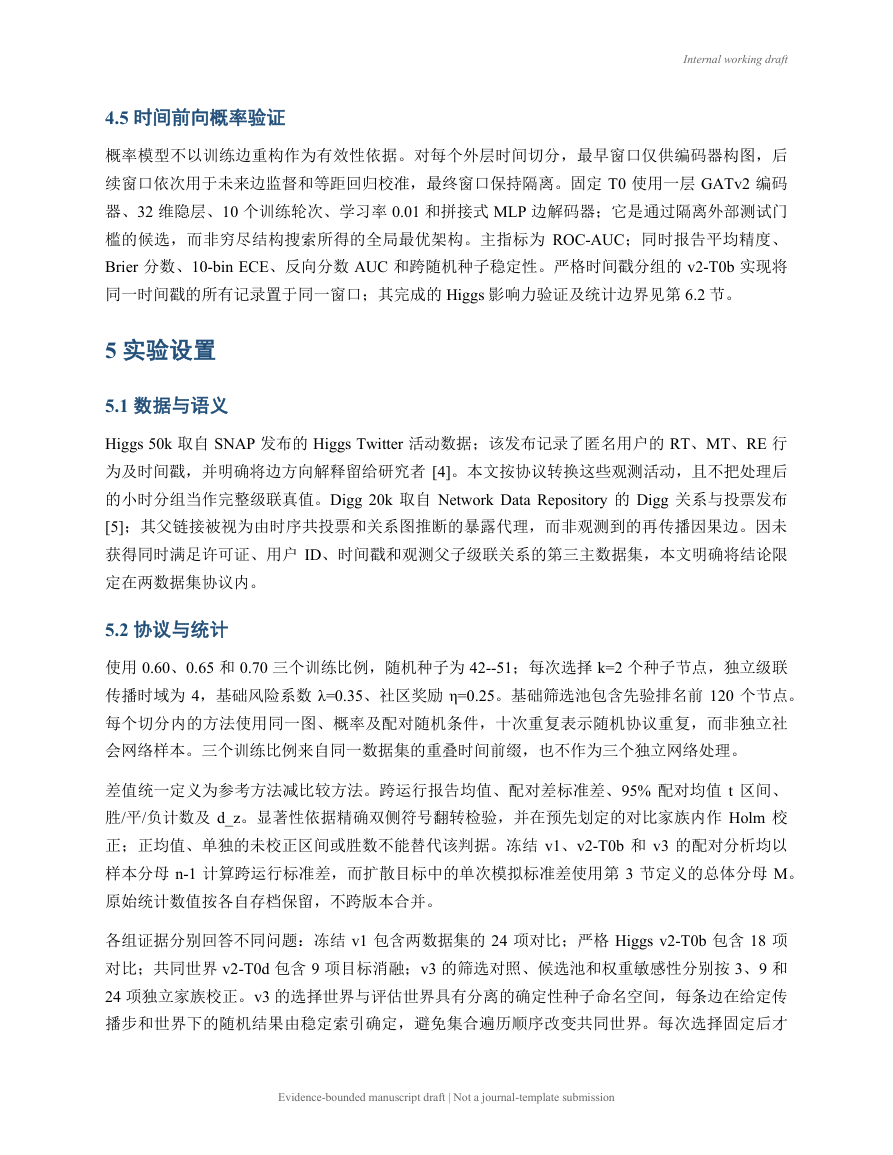 Internal working draft
4.5 时间前向概率验证
概率模型不以训练边重构作为有效性依据。对每个外层时间切分，最早窗口仅供编码器构图，后
续窗口依次用于未来边监督和等距回归校准，最终窗口保持隔离。固定 T0 使用一层 GATv2 编码
器、32 维隐层、10 个训练轮次、学习率 0.01 和拼接式 MLP 边解码器；它是通过隔离外部测试门
槛的候选，而非穷尽结构搜索所得的全局最优架构。主指标为 ROC-AUC；同时报告平均精度、
Brier 分数、10-bin ECE、反向分数 AUC 和跨随机种子稳定性。严格时间戳分组的 v2-T0b 实现将
同一时间戳的所有记录置于同一窗口；其完成的 Higgs 影响力验证及统计边界见第 6.2 节。
5 实验设置
5.1 数据与语义
Higgs 50k 取自 SNAP 发布的 Higgs Twitter 活动数据；该发布记录了匿名用户的 RT、MT、RE 行
为及时间戳，并明确将边方向解释留给研究者 [4]。本文按协议转换这些观测活动，且不把处理后
的小时分组当作完整级联真值。Digg 20k 取自 Network Data Repository 的 Digg 关系与投票发布
[5]；其父链接被视为由时序共投票和关系图推断的暴露代理，而非观测到的再传播因果边。因未
获得同时满足许可证、用户 ID、时间戳和观测父子级联关系的第三主数据集，本文明确将结论限
定在两数据集协议内。
5.2 协议与统计
使用 0.60、0.65 和 0.70 三个训练比例，随机种子为 42--51；每次选择 k=2 个种子节点，独立级联
传播时域为 4，基础风险系数 λ=0.35、社区奖励 η=0.25。基础筛选池包含先验排名前 120 个节点。
每个切分内的方法使用同一图、概率及配对随机条件，十次重复表示随机协议重复，而非独立社
会网络样本。三个训练比例来自同一数据集的重叠时间前缀，也不作为三个独立网络处理。
差值统一定义为参考方法减比较方法。跨运行报告均值、配对差标准差、95% 配对均值 t 区间、
胜/平/负计数及 d_z。显著性依据精确双侧符号翻转检验，并在预先划定的对比家族内作 Holm 校
正；正均值、单独的未校正区间或胜数不能替代该判据。冻结 v1、v2-T0b 和 v3 的配对分析均以
样本分母 n-1 计算跨运行标准差，而扩散目标中的单次模拟标准差使用第 3 节定义的总体分母 M。
原始统计数值按各自存档保留，不跨版本合并。
各组证据分别回答不同问题：冻结 v1 包含两数据集的 24 项对比；严格 Higgs v2-T0b 包含 18 项
对比；共同世界 v2-T0d 包含 9 项目标消融；v3 的筛选对照、候选池和权重敏感性分别按 3、9 和
24 项独立家族校正。v3 的选择世界与评估世界具有分离的确定性种子命名空间，每条边在给定传
播步和世界下的随机结果由稳定索引确定，避免集合遍历顺序改变共同世界。每次选择固定后才
Evidence-bounded manuscript draft | Not a journal-template submission